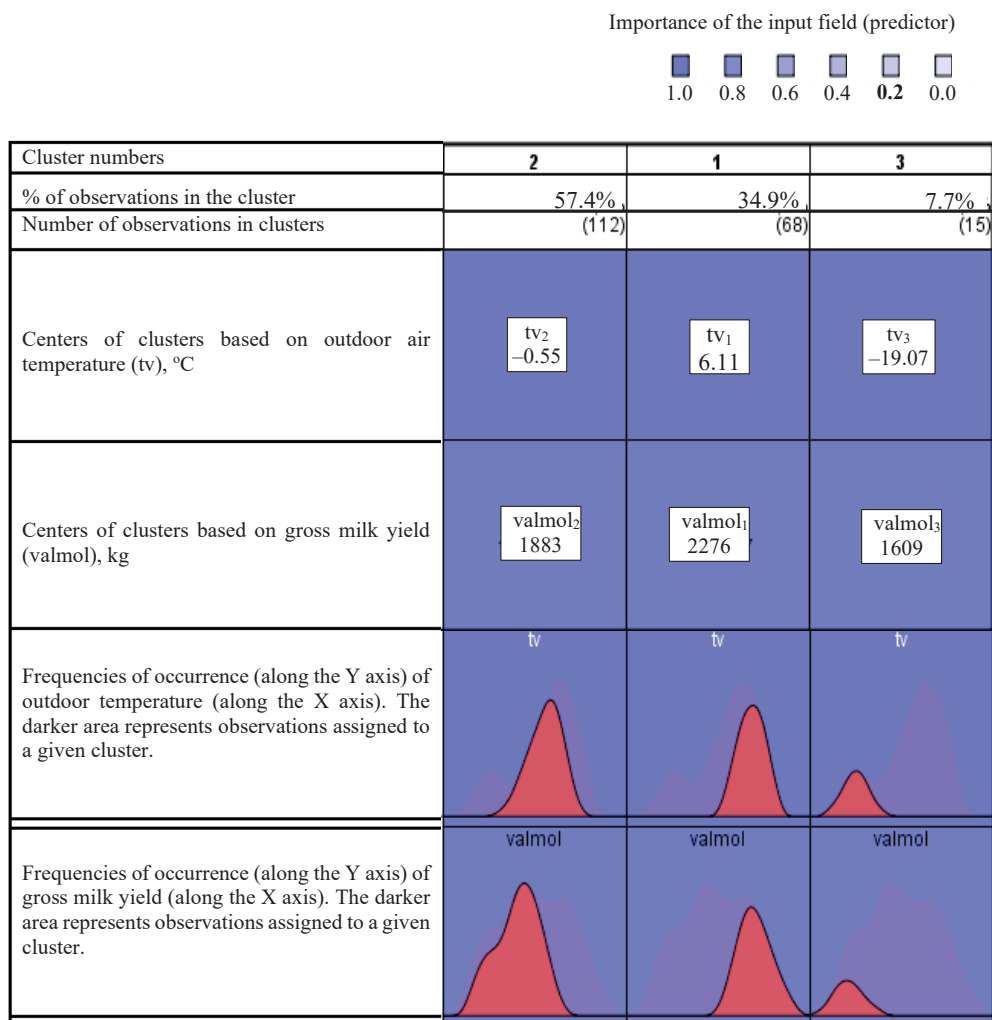 Importance of the input field (predictor)
1.0 0.8 0.6 0.4 0.2 0.0
Cluster numbers 2 1 3
% of observations in the cluster 57.4% 34.9% 7.7%
Number of observations in clusters (112) (68) (15)
Centers of clusters based on outdoor air
temperature (tv), ºC
tv₂ tv₁ tv₃
–0.55 6.11 –19.07
Centers of clusters based on gross milk yield
(valmol), kg
valmol₂ valmol₁ valmol₃
1883 2276 1609
tv tv tv
Frequencies of occurrence (along the Y axis) of
outdoor temperature (along the X axis). The
darker area represents observations assigned to
a given cluster.
valmol valmol valmol
Frequencies of occurrence (along the Y axis) of
gross milk yield (along the X axis). The darker
area represents observations assigned to a given
cluster.